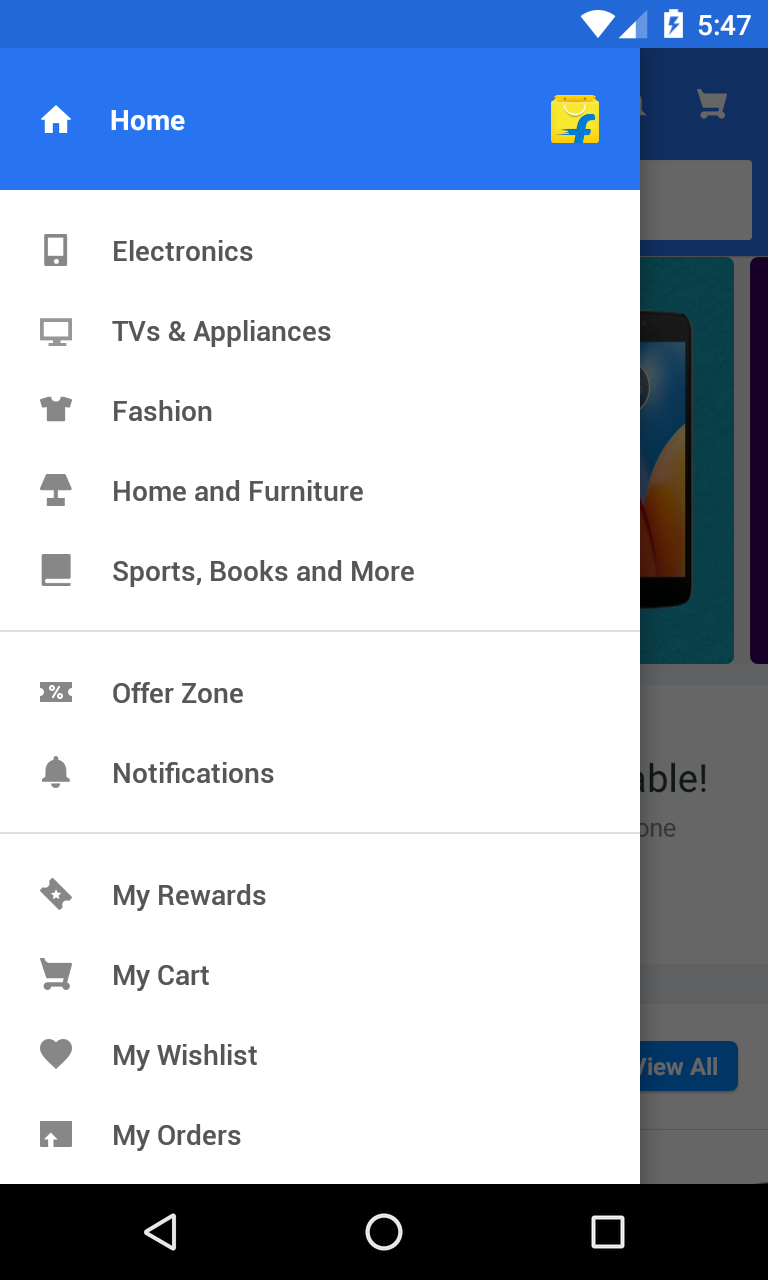 5:47
Home
Electronics
TVs & Appliances
Fashion
Home and Furniture
Sports, Books and More
Offer Zone
Notifications
able!
one
My Rewards
My Cart
My Wishlist
View All
My Orders